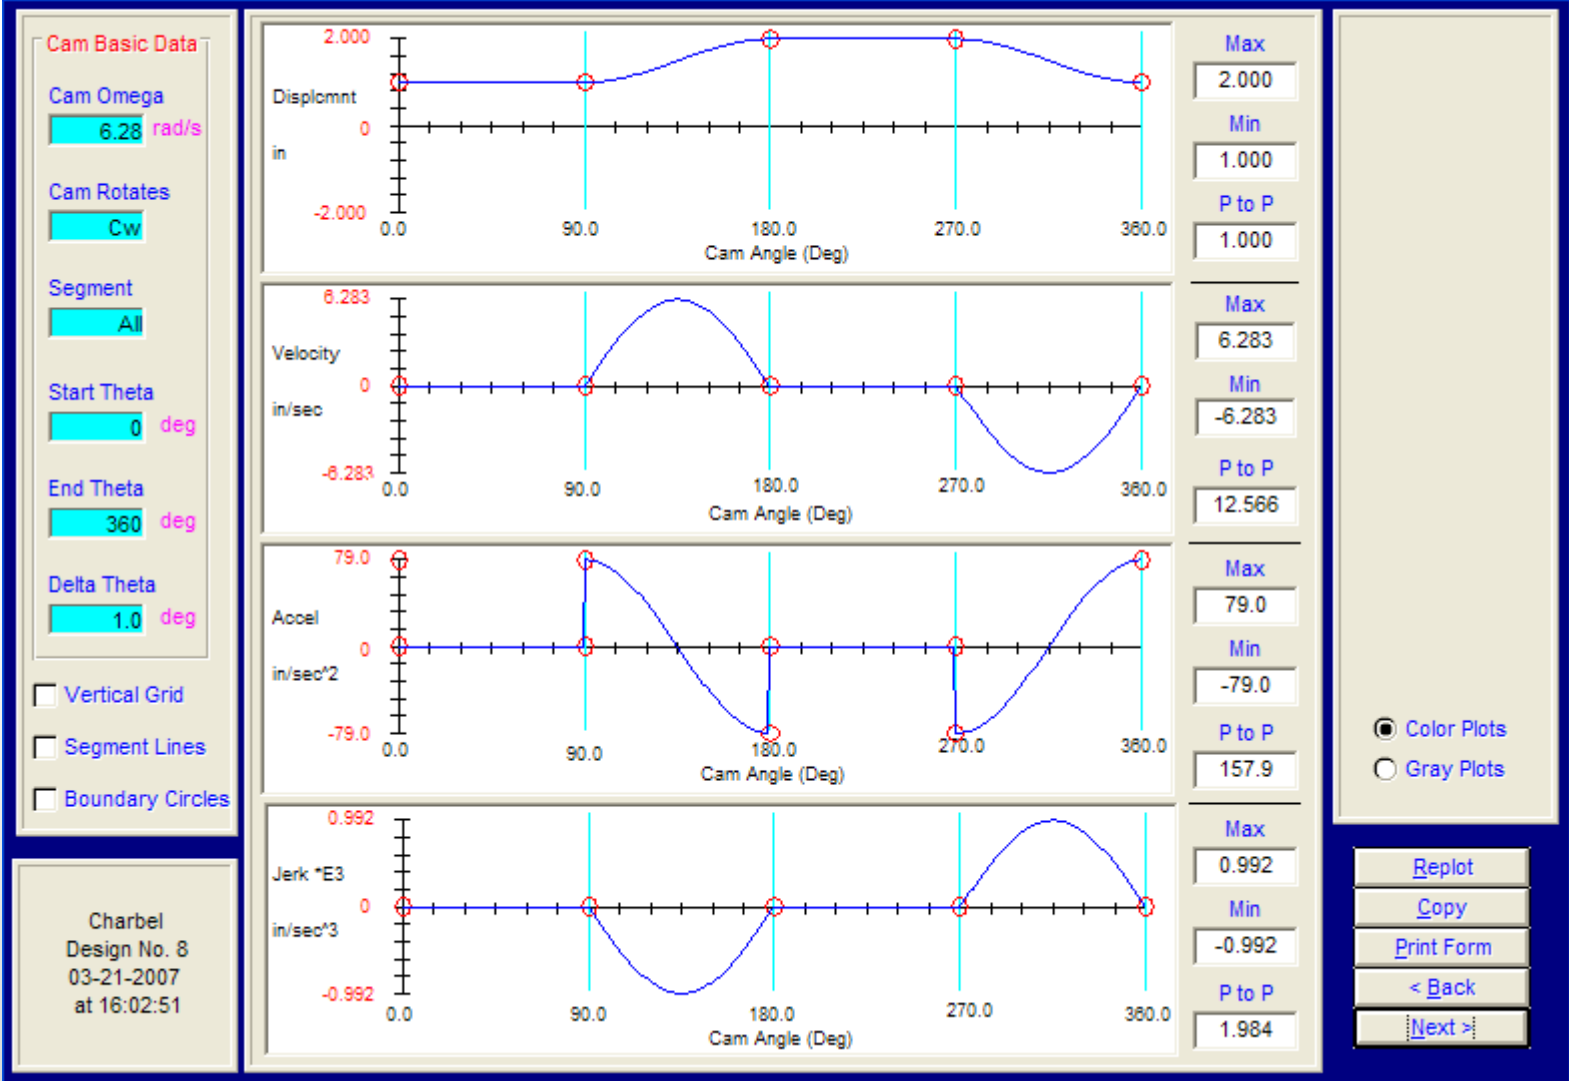 Cam Basic Data
Cam Omega
6.28 rad/s
Cam Rotates
Cw
Segment
All
Start Theta
0 deg
End Theta
360 deg
Delta Theta
1.0 deg
Vertical Grid
Segment Lines
Boundary Circles
Charbel
Design No. 8
03-21-2007
at 16:02:51
2.000
Displcmnt
0
in
-2.000
0.0 90.0 180.0 270.0 360.0
Cam Angle (Deg)
Max
2.000
Min
1.000
P to P
1.000
6.283
Velocity
0
in/sec
-6.283
0.0 90.0 180.0 270.0 360.0
Cam Angle (Deg)
Max
6.283
Min
-6.283
P to P
12.566
79.0
Accel
0
in/sec^2
-79.0
0.0 90.0 180.0 270.0 360.0
Cam Angle (Deg)
Max
79.0
Min
-79.0
P to P
157.9
0.992
Jerk *E3
0
in/sec^3
-0.992
0.0 90.0 180.0 270.0 360.0
Cam Angle (Deg)
Max
0.992
Min
-0.992
P to P
1.984
Color Plots
Gray Plots
Replot
Copy
Print Form
< Back
Next >